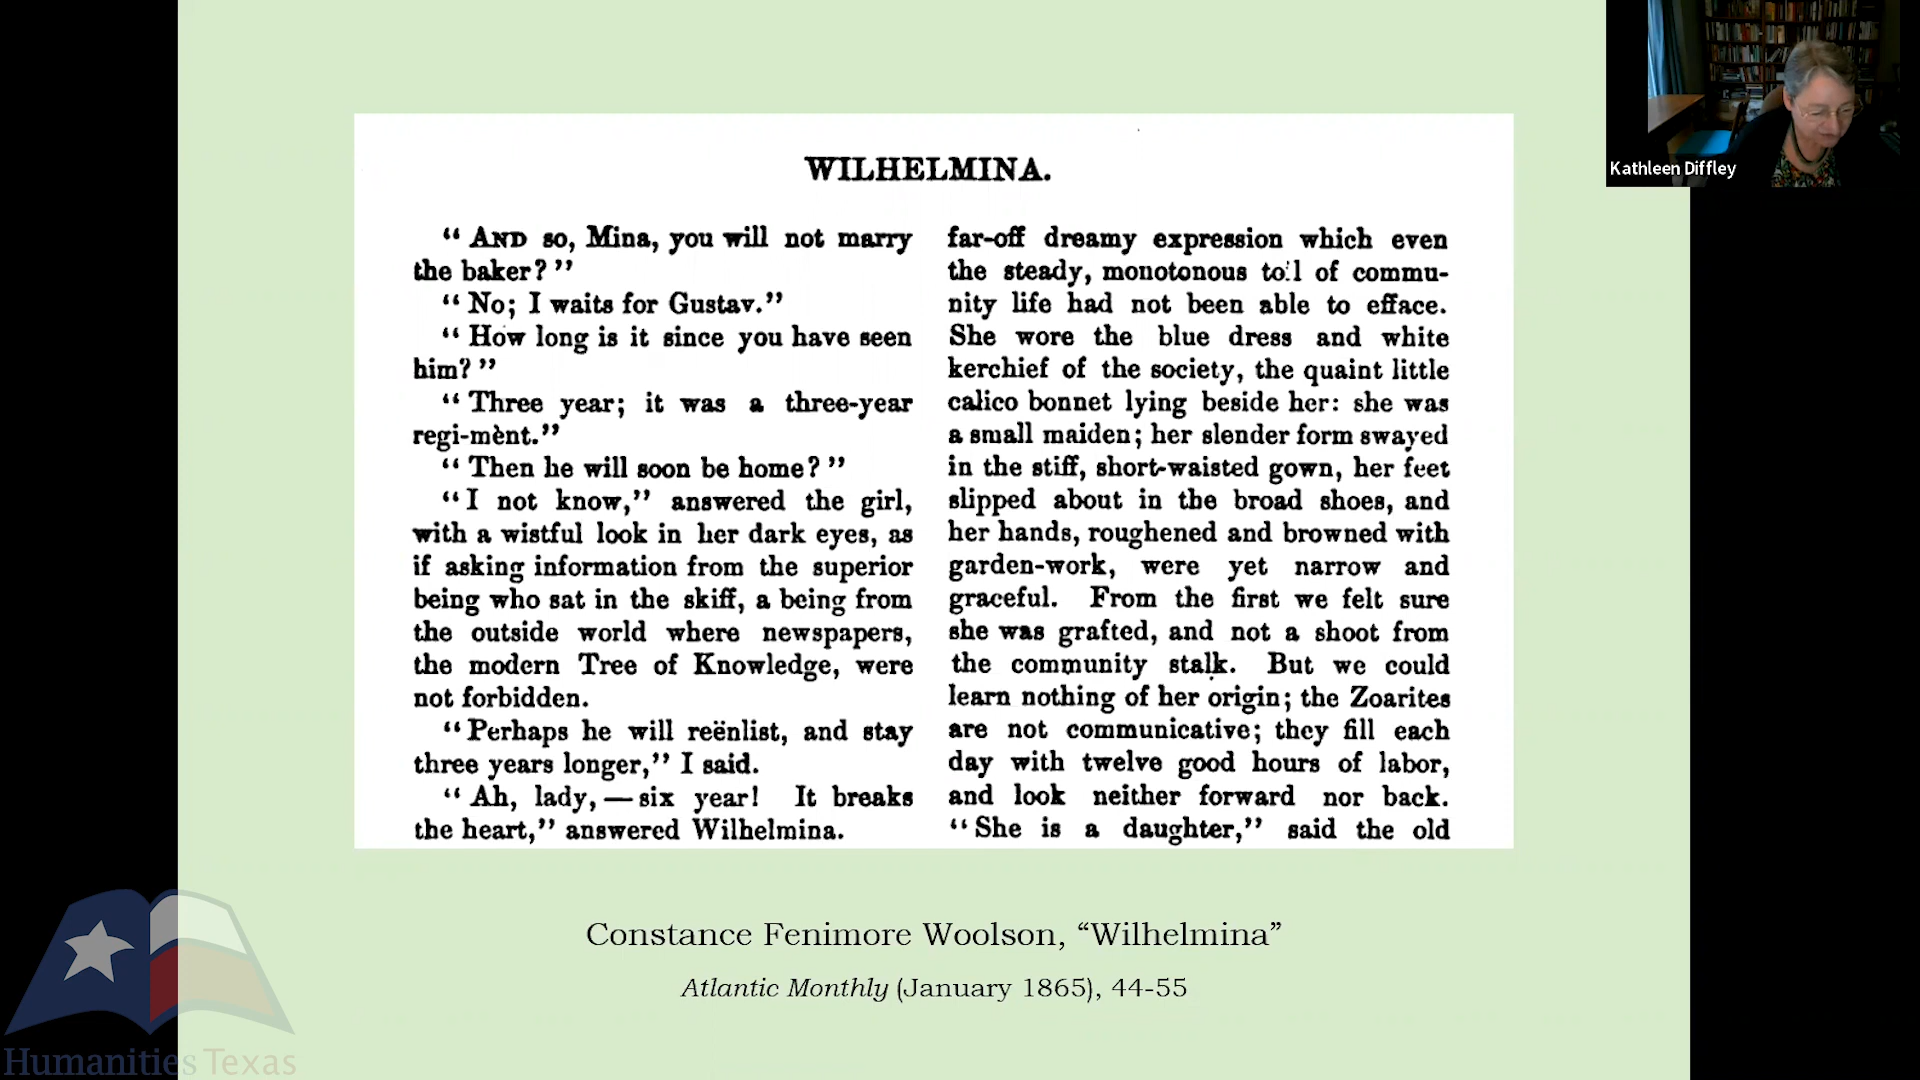 WILHELMINA.
“ AND so, Mina, you will not marry
the baker? ”
“ No; I waits for Gustav.”
“ How long is it since you have seen
him? ”
“ Three year; it was a three-year
regi-mènt.”
“ Then he will soon be home? ”
“I not know,” answered the girl,
with a wistful look in her dark eyes, as
if asking information from the superior
being who sat in the skiff, a being from
the outside world where newspapers,
the modern Tree of Knowledge, were
not forbidden.
“Perhaps he will reënlist, and stay
three years longer,” I said.
“ Ah, lady, — six year! It breaks
the heart,” answered Wilhelmina.
far-off dreamy expression which even
the steady, monotonous toil of commu-
nity life had not been able to efface.
She wore the blue dress and white
kerchief of the society, the quaint little
calico bonnet lying beside her: she was
a small maiden; her slender form swayed
in the stiff, short-waisted gown, her feet
slipped about in the broad shoes, and
her hands, roughened and browned with
garden-work, were yet narrow and
graceful. From the first we felt sure
she was grafted, and not a shoot from
the community stalk. But we could
learn nothing of her origin; the Zoarites
are not communicative; they fill each
day with twelve good hours of labor,
and look neither forward nor back.
“She is a daughter,” said the old
Constance Fenimore Woolson, “Wilhelmina”
Atlantic Monthly (January 1865), 44-55
Kathleen Diffley
Humanities Texas